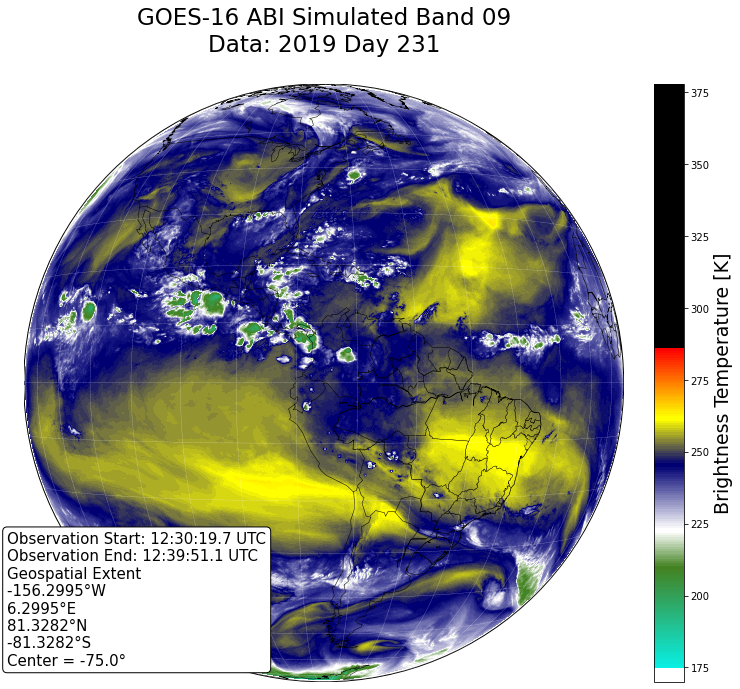 GOES-16 ABI Simulated Band 09
Data: 2019 Day 231
375
350
325
300
275
250
225
200
175
Brightness Temperature [K]
Observation Start: 12:30:19.7 UTC
Observation End: 12:39:51.1 UTC
Geospatial Extent
-156.2995°W
6.2995°E
81.3282°N
-81.3282°S
Center = -75.0°